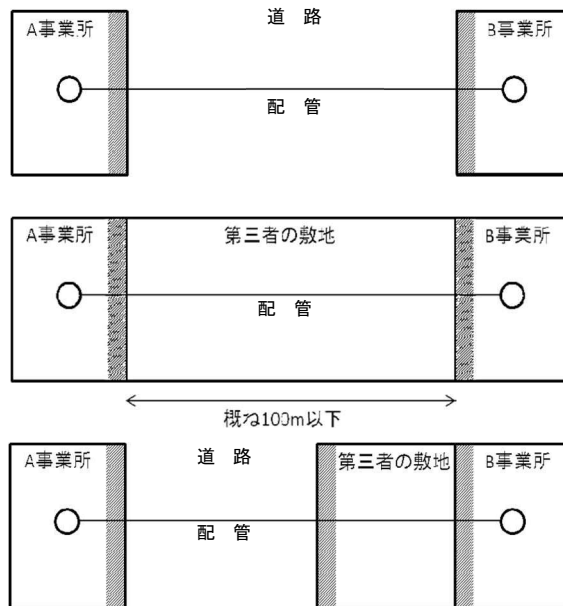 道 路
A事業所
B事業所
配 管
A事業所
第三者の敷地
B事業所
配 管
概ね100m以下
A事業所
道 路
第三者の敷地
B事業所
配 管